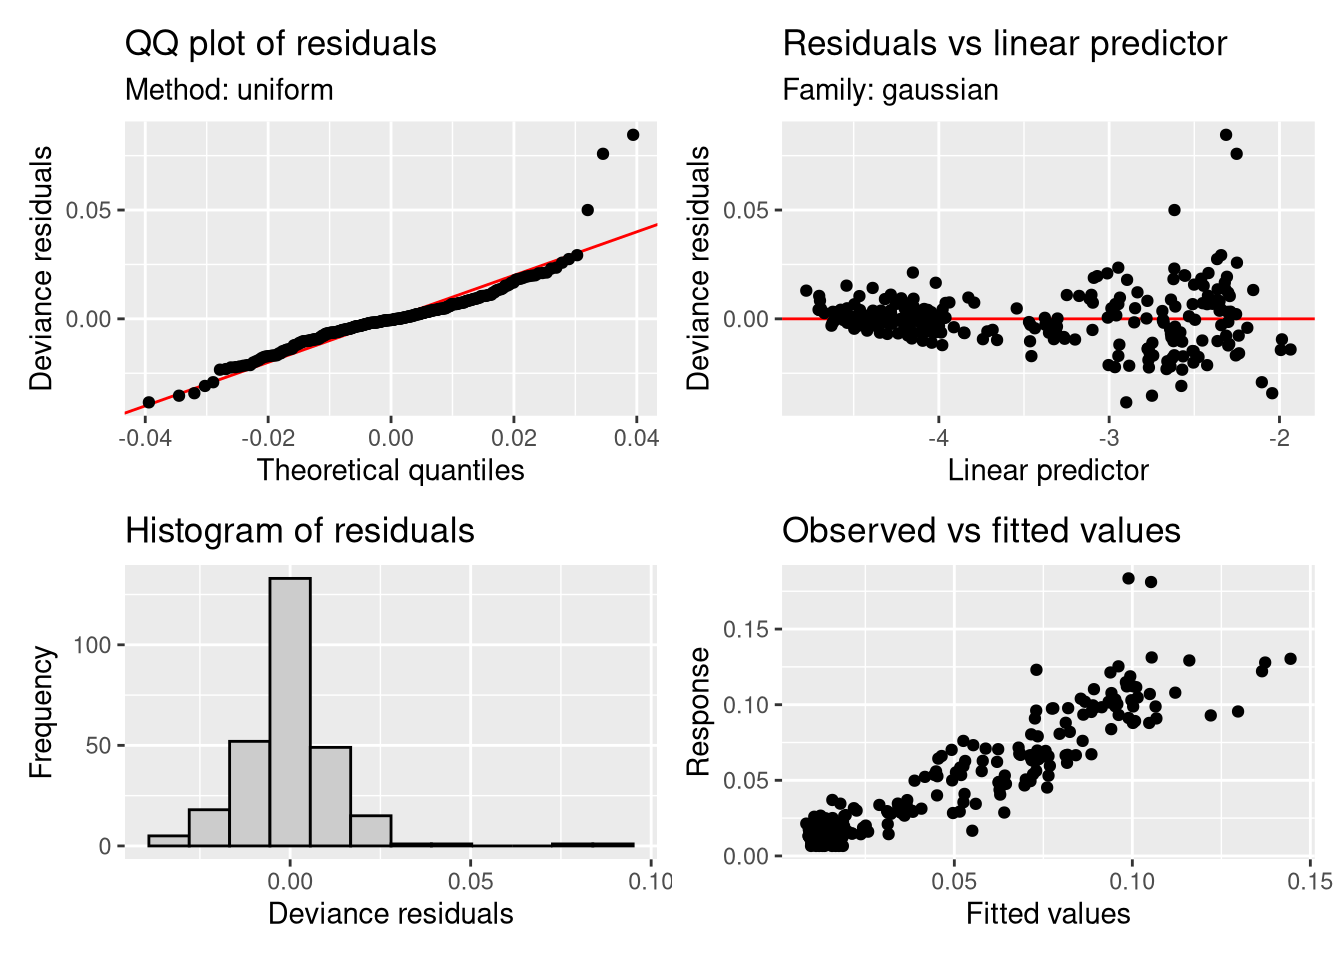 QQ plot of residuals
Method: uniform
Deviance residuals
0.05
0.00
-0.04
-0.02
0.00
0.02
0.04
Theoretical quantiles
Residuals vs linear predictor
Family: gaussian
Deviance residuals
0.05
0.00
-4
-3
-2
Linear predictor
Histogram of residuals
Frequency
100
50
0
0.00
0.05
0.10
Deviance residuals
Observed vs fitted values
Response
0.15
0.10
0.05
0.00
0.05
0.10
0.15
Fitted values